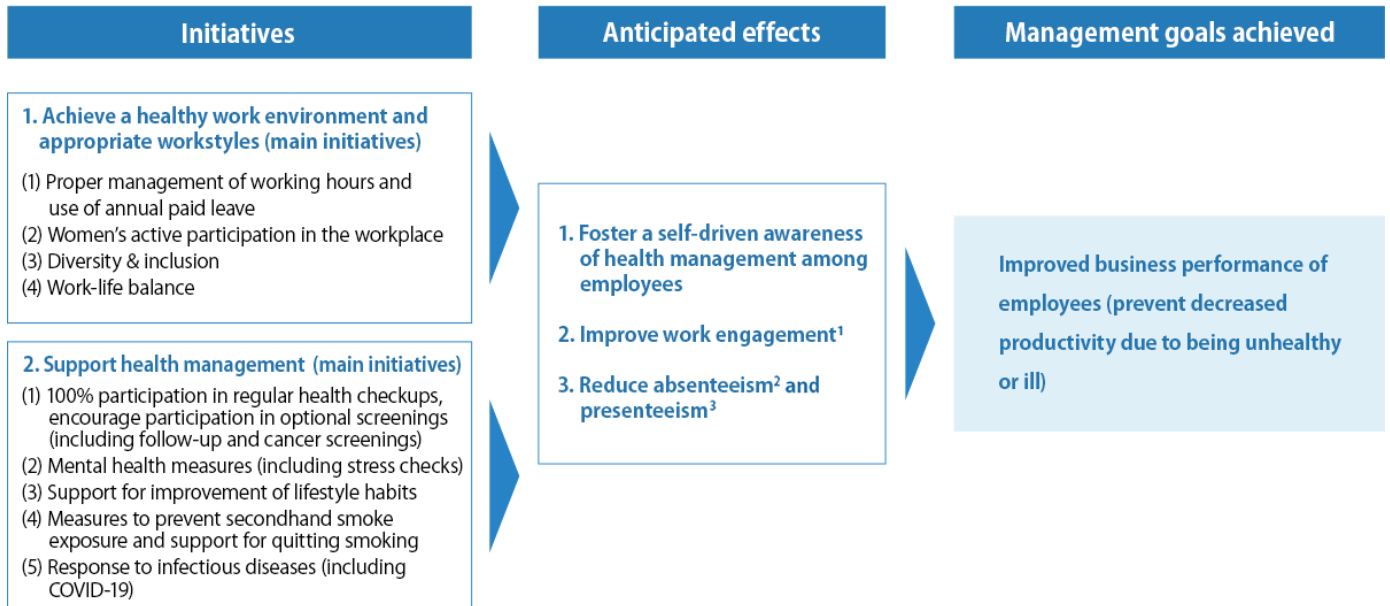 Initiatives
Anticipated effects
Management goals achieved
1. Achieve a healthy work environment and
appropriate workstyles (main initiatives)
(1) Proper management of working hours and
use of annual paid leave
(2) Women’s active participation in the workplace
(3) Diversity & inclusion
(4) Work-life balance
2. Support health management (main initiatives)
(1) 100% participation in regular health checkups,
encourage participation in optional screenings
(including follow-up and cancer screenings)
(2) Mental health measures (including stress checks)
(3) Support for improvement of lifestyle habits
(4) Measures to prevent secondhand smoke
exposure and support for quitting smoking
(5) Response to infectious diseases (including
COVID-19)
1. Foster a self-driven awareness
of health management among
employees
2. Improve work engagement¹
3. Reduce absenteeism² and
presenteeism³
Improved business performance of
employees (prevent decreased
productivity due to being unhealthy
or ill)